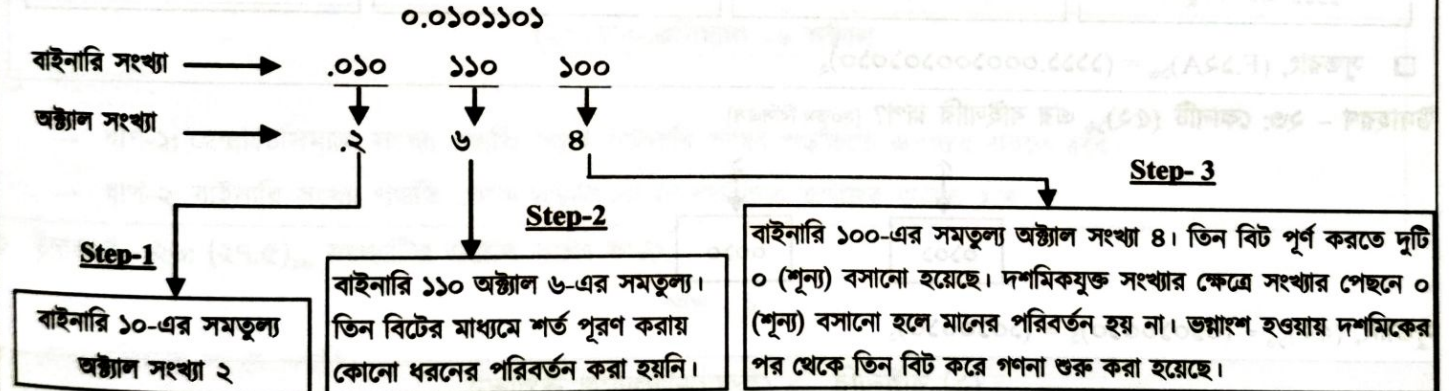 ০.০১০১১০১
বাইনারি সংখ্যা .০১০ ১১০ ১০০
অক্টাল সংখ্যা .২ ৬ ৪
Step-1
বাইনারি ১০-এর সমতুল্য
অক্টাল সংখ্যা ২
Step-2
বাইনারি ১১০ অক্টাল ৬-এর সমতুল্য।
তিন বিটের মাধ্যমে শর্ত পূরণ করায়
কোনো ধরনের পরিবর্তন করা হয়নি।
Step- 3
বাইনারি ১০০-এর সমতুল্য অক্টাল সংখ্যা ৪। তিন বিট পূর্ণ করতে দুটি
০ (শূন্য) বসানো হয়েছে। দশমিকযুক্ত সংখ্যার ক্ষেত্রে সংখ্যার পেছনে ০
(শূন্য) বসানো হলে মানের পরিবর্তন হয় না। ভগ্নাংশ হওয়ায় দশমিকের
পর থেকে তিন বিট করে গণনা শুরু করা হয়েছে।